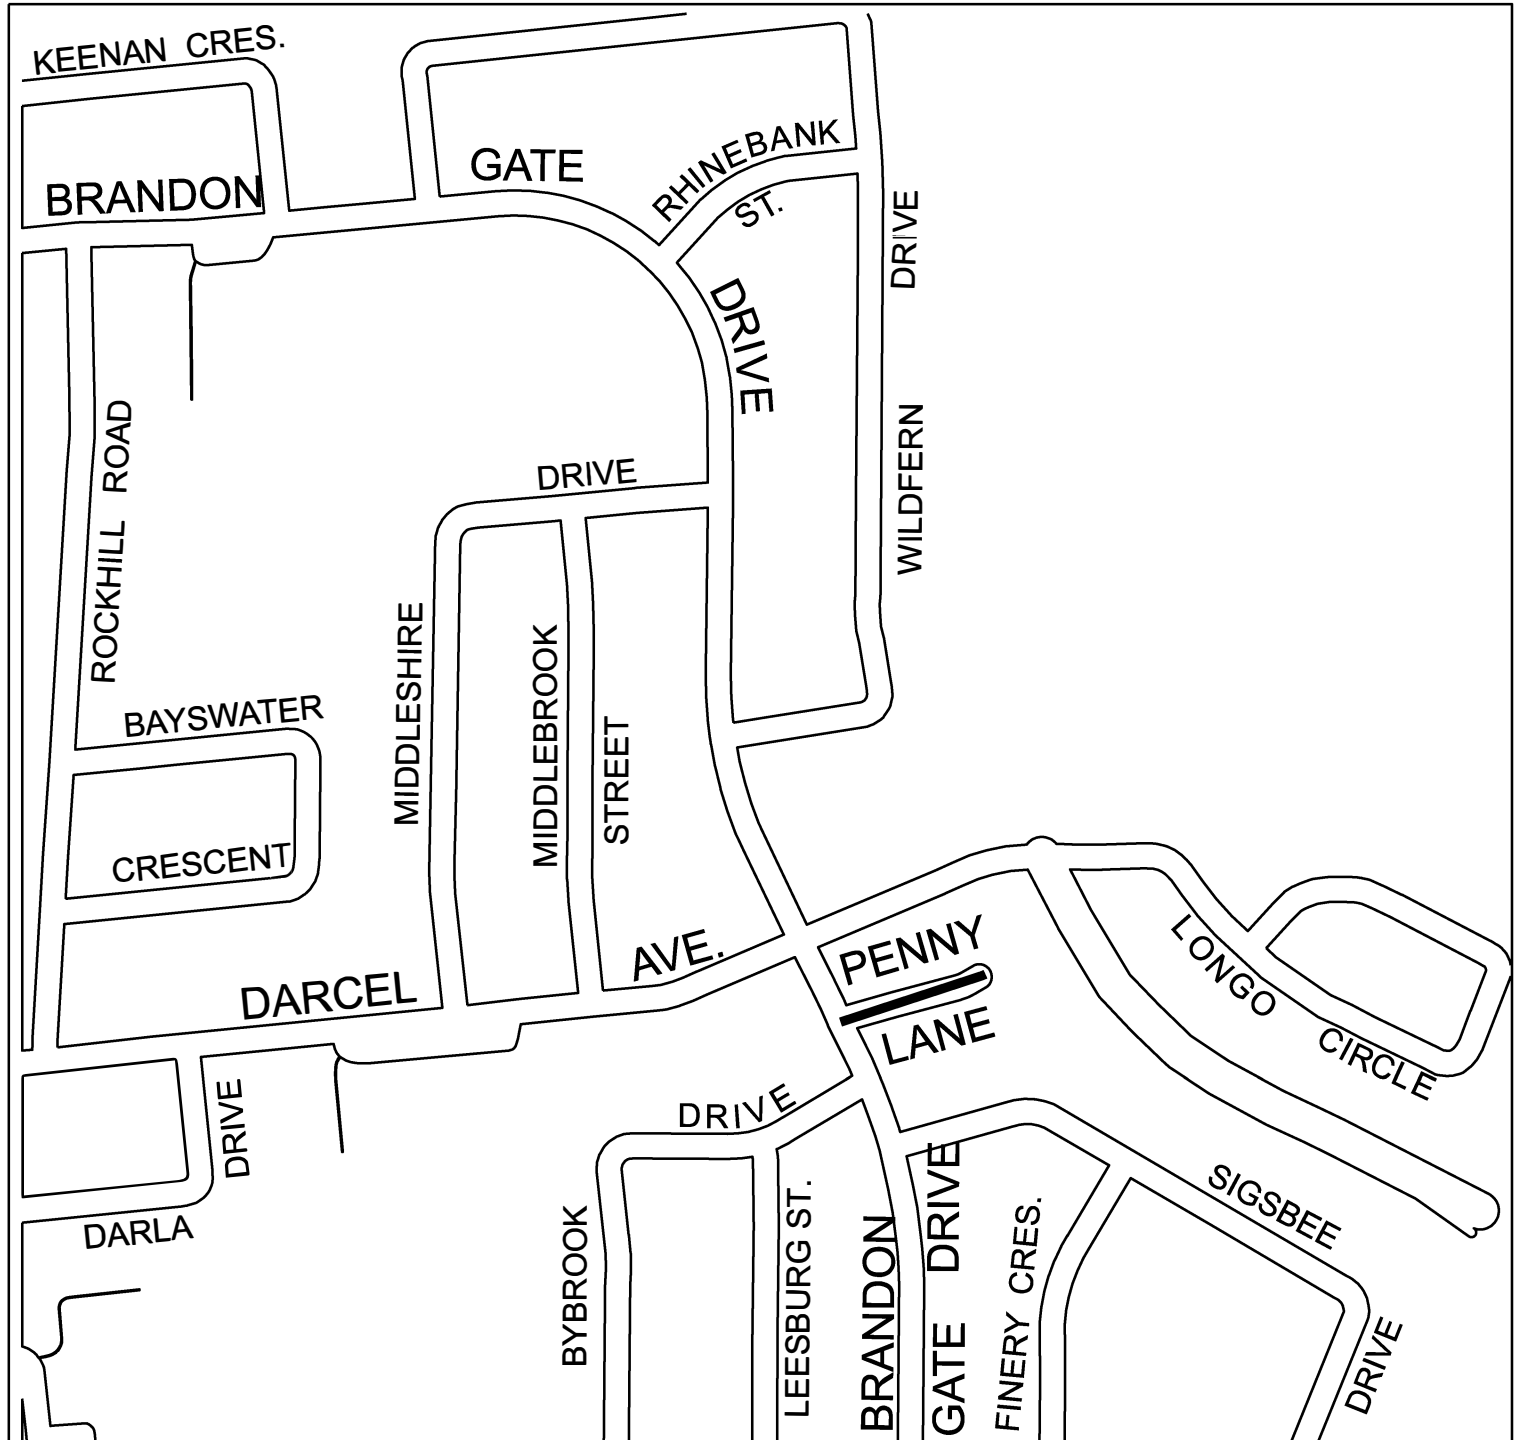 KEENAN CRES.
BRANDON GATE DRIVE
RHINEBANK ST.
WILDFERN DRIVE
ROCKHILL ROAD
MIDDLESHIRE DRIVE
MIDDLEBROOK STREET
BAYSWATER
CRESCENT
DARCEL AVE.
PENNY
LANE
LONGO CIRCLE
DARLA DRIVE
BYBROOK DRIVE
LEESBURG ST.
BRANDON
GATE DRIVE
FINERY CRES.
SIGSBEE DRIVE